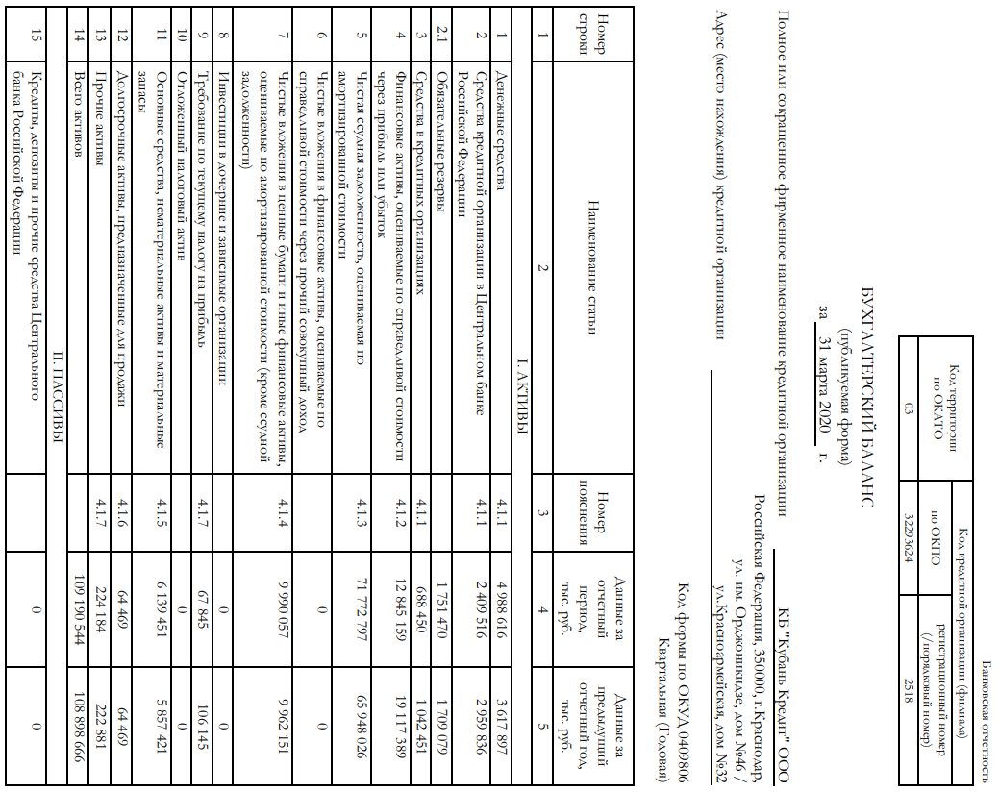 Банковская отчетность
Код территории
по ОКАТО
Код кредитной организации (филиала)
по ОКПО
регистрационный номер
(/порядковый номер)
03
32293624
2518
БУХГАЛТЕРСКИЙ БАЛАНС
(публикуемая форма)
за 31 марта 2020 г.
Полное или сокращенное фирменное наименование кредитной организации КБ "Кубань Кредит" ООО
Российская Федерация, 350000, г.Краснодар,
ул. им. Орджоникидзе, дом №46 /
Адрес (место нахождения) кредитной организации ул.Красноармейская, дом №32
Код формы по ОКУД 0409806
Квартальная (Годовая)
Номер
строки
Наименование статьи
Номер
пояснения
Данные за
отчетный
период,
тыс. руб.
Данные за
предыдущий
отчетный год,
тыс. руб.
1 2 3 4 5
I. АКТИВЫ
1 Денежные средства 4.1.1 4 988 616 3 617 897
2 Средства кредитной организации в Центральном банке
Российской Федерации 4.1.1 2 409 516 2 959 836
2.1 Обязательные резервы 1 751 470 1 709 079
3 Средства в кредитных организациях 4.1.1 688 450 1 042 451
4 Финансовые активы, оцениваемые по справедливой стоимости
через прибыль или убыток 4.1.2 12 845 159 19 117 389
5 Чистая ссудная задолженность, оцениваемая по
амортизированной стоимости 4.1.3 71 772 797 65 948 026
6 Чистые вложения в финансовые активы, оцениваемые по
справедливой стоимости через прочий совокупный доход 0 0
7 Чистые вложения в ценные бумаги и иные финансовые активы,
оцениваемые по амортизированной стоимости (кроме ссудной
задолженности) 4.1.4 9 990 057 9 962 151
8 Инвестиции в дочерние и зависимые организации 0 0
9 Требование по текущему налогу на прибыль 4.1.7 67 845 106 145
10 Отложенный налоговый актив 0 0
11 Основные средства, нематериальные активы и материальные
запасы 4.1.5 6 139 451 5 857 421
12 Долгосрочные активы, предназначенные для продажи 4.1.6 64 469 64 469
13 Прочие активы 4.1.7 224 184 222 881
14 Всего активов 109 190 544 108 898 666
II. ПАССИВЫ
15 Кредиты, депозиты и прочие средства Центрального
банка Российской Федерации 0 0